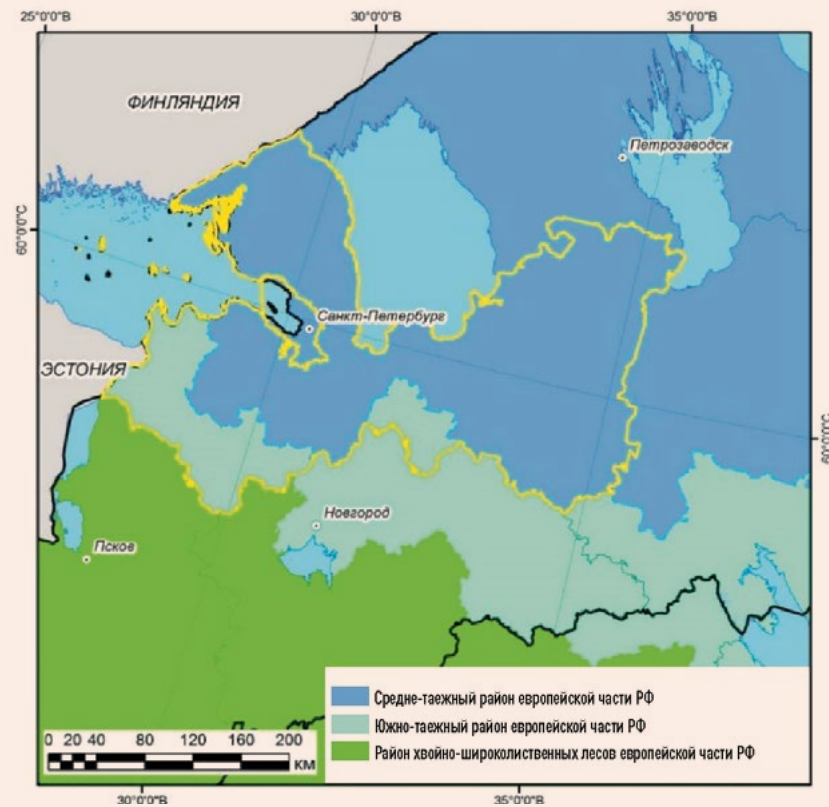 25°0'0"В
30°0'0"В
35°0'0"В
ФИНЛЯНДИЯ
Петрозаводск
60°0'0"С
Санкт-Петербург
ЭСТОНИЯ
60°0'0"С
Новгород
Псков
Средне-таежный район европейской части РФ
Южно-таежный район европейской части РФ
Район хвойно-широколиственных лесов европейской части РФ
0 20 40 80 120 160 200
КМ
30°0'0"В
35°0'0"В